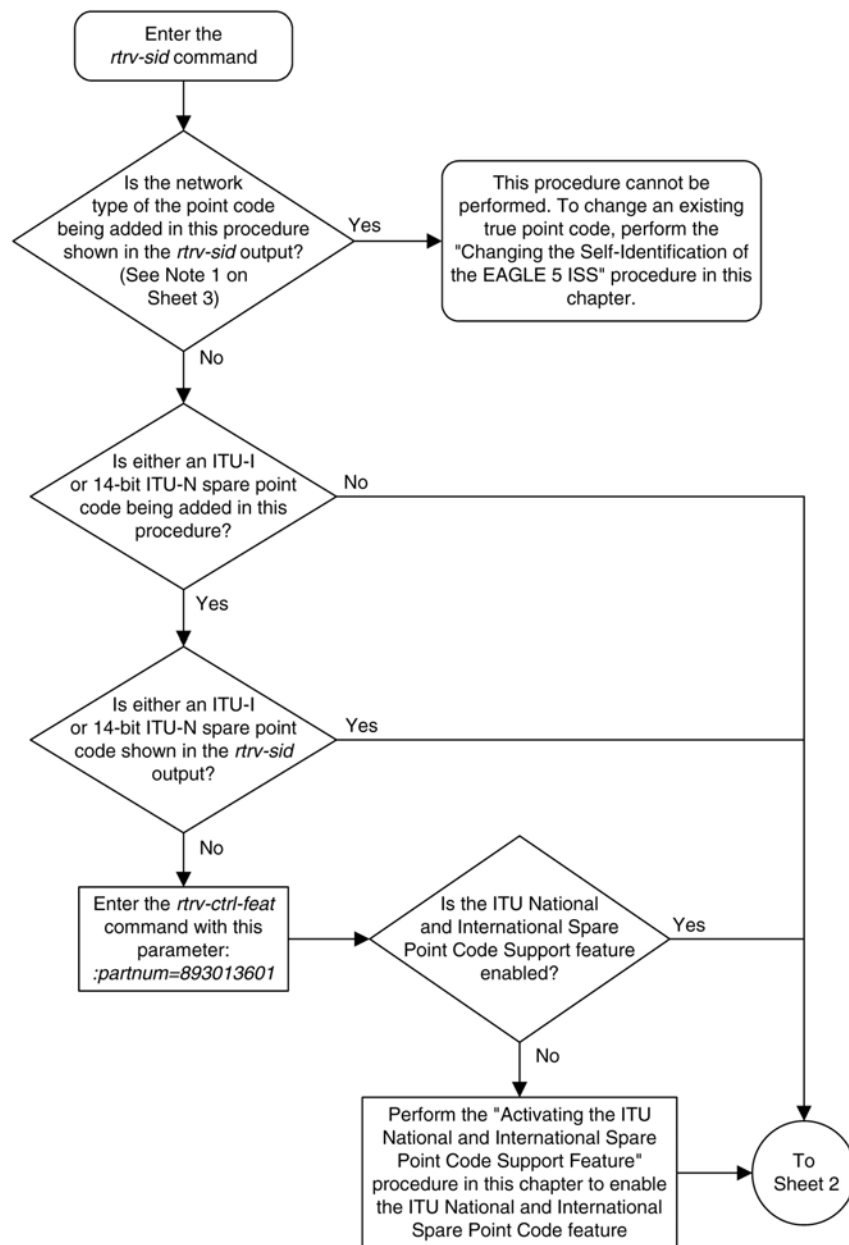 Enter the
rtrv-sid command
Is the network
type of the point code
being added in this procedure
shown in the rtrv-sid output?
(See Note 1 on
Sheet 3)
Yes
This procedure cannot be
performed. To change an existing
true point code, perform the
"Changing the Self-Identification of
the EAGLE 5 ISS" procedure in this
chapter.
No
Is either an ITU-I
or 14-bit ITU-N spare point
code being added in this
procedure?
No
Yes
Is either an ITU-I
or 14-bit ITU-N spare point
code shown in the rtrv-sid
output?
Yes
No
Enter the rtrv-ctrl-feat
command with this
parameter:
:partnum=893013601
Is the ITU National
and International Spare
Point Code Support feature
enabled?
Yes
No
Perform the "Activating the ITU
National and International Spare
Point Code Support Feature"
procedure in this chapter to enable
the ITU National and International
Spare Point Code feature
To
Sheet 2